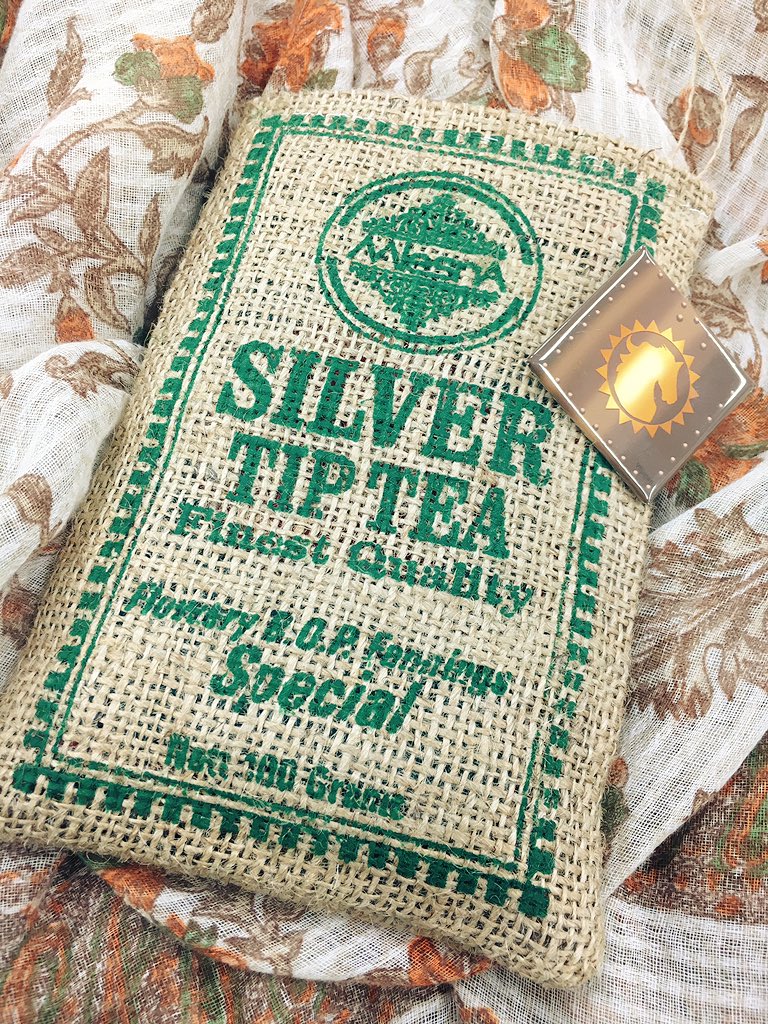 MlesnA
SILVER
TIP TEA
Finest Quality
Flowery B.O.P. Fannings
Special
Nett 100 Grams